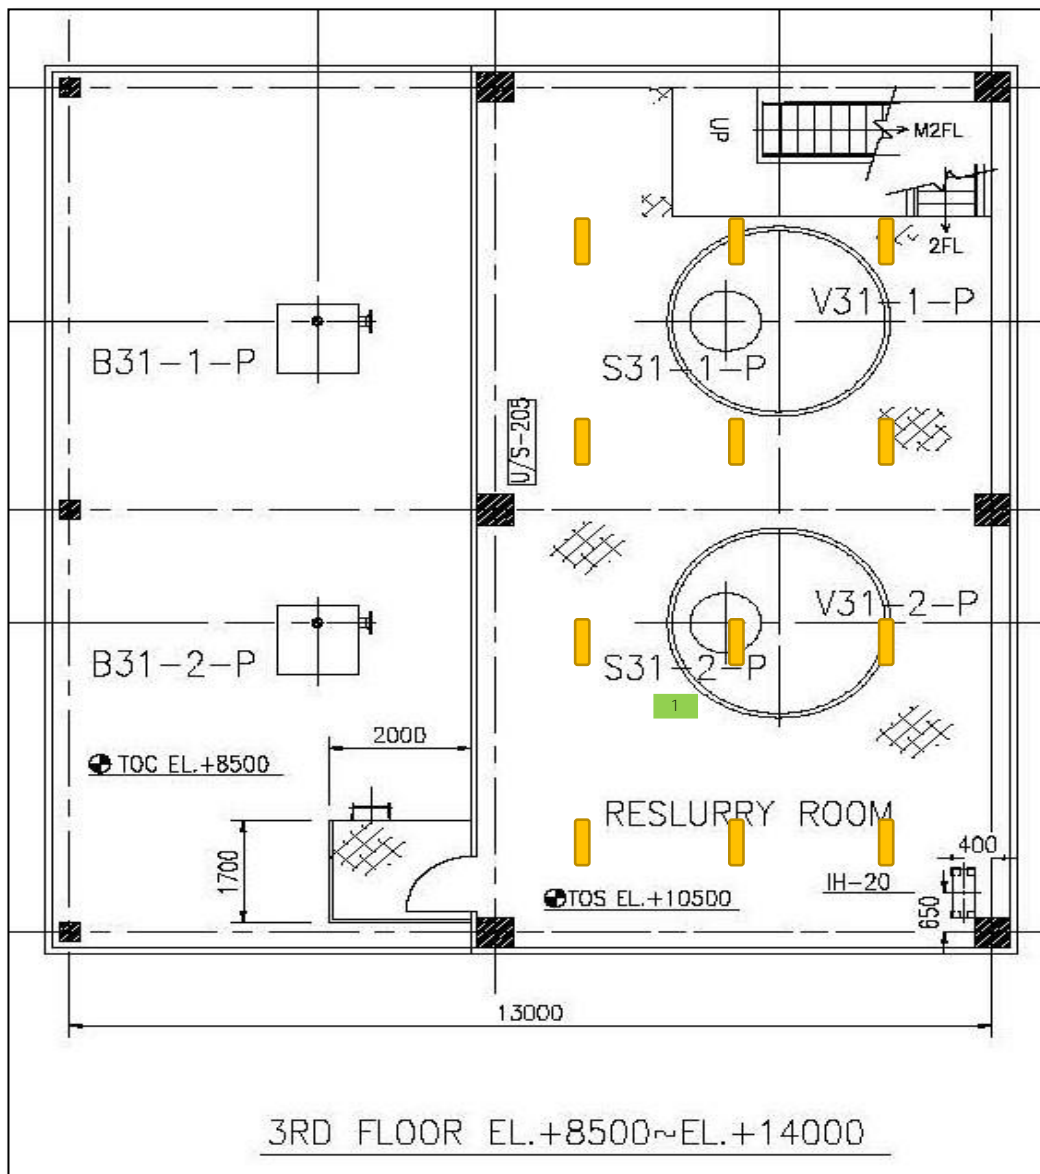 UP
M2FL
2FL
V31-1-P
B31-1-P
S31-1-P
U/S-205
V31-2-P
B31-2-P
S31-2-P
1
2000
TOC EL.+8500
RESLURRY ROOM
1700
400
IH-20
TOS EL.+10500
650
13000
3RD FLOOR EL.+8500~EL.+14000